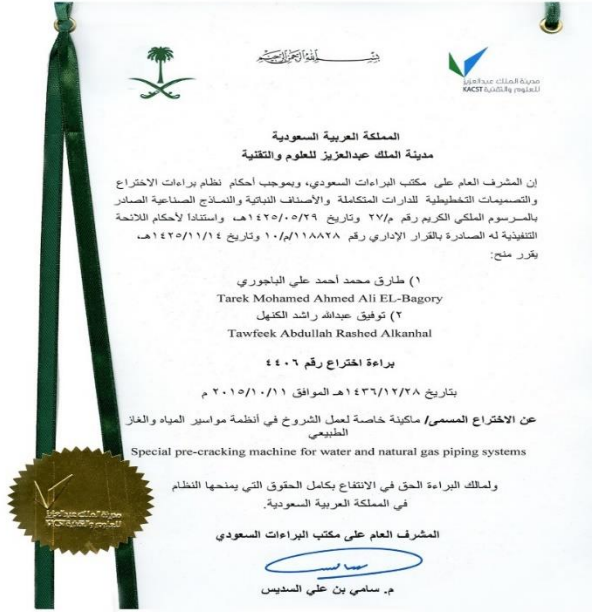 بسم الله الرحمن الرحيم
مدينة الملك عبدالعزيز
للعلوم والتقنية KACST
المملكة العربية السعودية
مدينة الملك عبدالعزيز للعلوم والتقنية
إن المشرف العام على مكتب البراءات السعودي، وبموجب أحكام نظام براءات الاختراع
والتصميمات التخطيطية للدارات المتكاملة والأصناف النباتية والنماذج الصناعية الصادر
بالمرسوم الملكي الكريم رقم م/٢٧ وتاريخ ١٤٢٥/٠٥/٢٩هـ، واستنادا لأحكام اللائحة
التنفيذية له الصادرة بالقرار الإداري رقم ١١٨٨٢٨/م/١٠ وتاريخ ١٤٢٥/١١/١٤هـ،
يقرر منح:
١) طارق محمد أحمد علي الباجوري
Tarek Mohamed Ahmed Ali EL-Bagory
٢) توفيق عبدالله راشد الكنهل
Tawfeek Abdullah Rashed Alkanhal
براءة اختراع رقم ٤٤٠٦
بتاريخ ١٤٣٦/١٢/٢٨هـ الموافق ٢٠١٥/١٠/١١ م
عن الاختراع المسمى/ ماكينة خاصة لعمل الشروخ في أنظمة مواسير المياه والغاز
الطبيعي
Special pre-cracking machine for water and natural gas piping systems
ولمالك البراءة الحق في الانتفاع بكامل الحقوق التي يمنحها النظام
في المملكة العربية السعودية.
المشرف العام على مكتب البراءات السعودي
م. سامي بن علي السديس
مدينة الملك عبدالعزيز
للعلوم والتقنية KACST